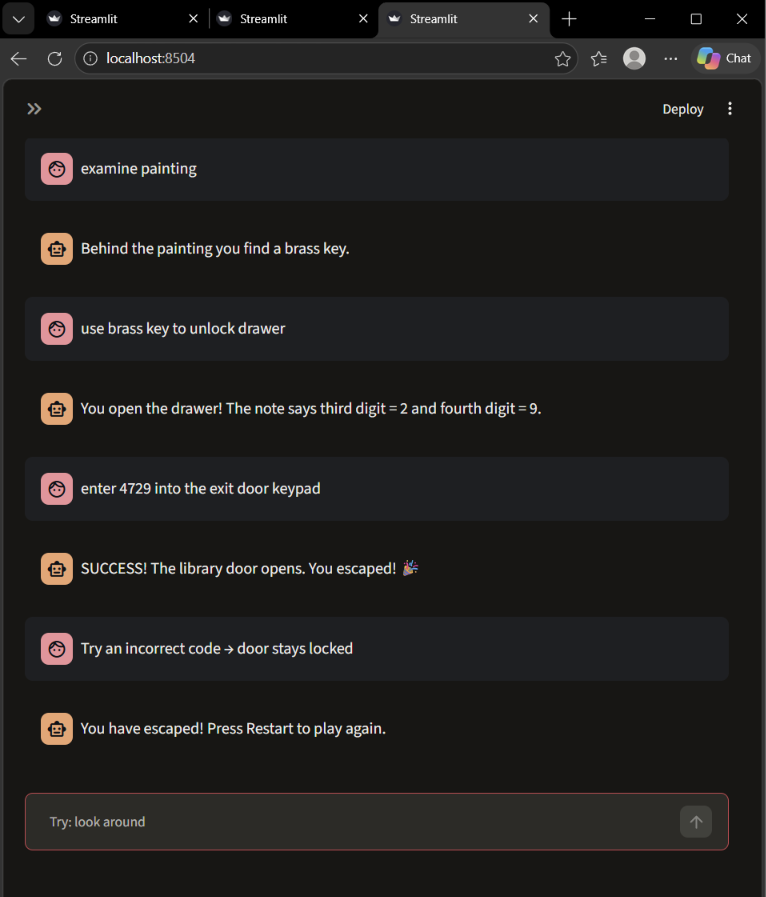 Streamlit
Streamlit
Streamlit
localhost:8504
Chat
Deploy
examine painting
Behind the painting you find a brass key.
use brass key to unlock drawer
You open the drawer! The note says third digit = 2 and fourth digit = 9.
enter 4729 into the exit door keypad
SUCCESS! The library door opens. You escaped! 🎉
Try an incorrect code → door stays locked
You have escaped! Press Restart to play again.
Try: look around